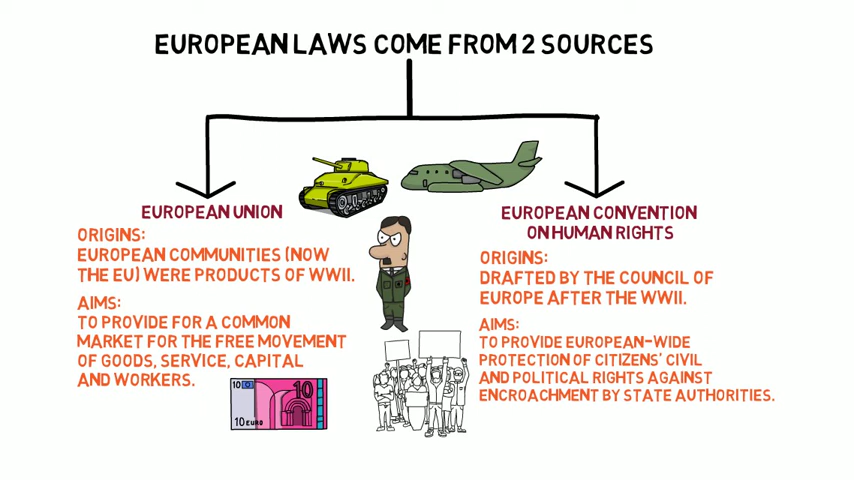 EUROPEAN LAWS COME FROM 2 SOURCES
EUROPEAN UNION
ORIGINS:
EUROPEAN COMMUNITIES (NOW
THE EU) WERE PRODUCTS OF WWII.
AIMS:
TO PROVIDE FOR A COMMON
MARKET FOR THE FREE MOVEMENT
OF GOODS, SERVICE, CAPITAL
AND WORKERS.
10
10
10 EURO
EUROPEAN CONVENTION
ON HUMAN RIGHTS
ORIGINS:
DRAFTED BY THE COUNCIL OF
EUROPE AFTER THE WWII.
AIMS:
TO PROVIDE EUROPEAN-WIDE
PROTECTION OF CITIZENS' CIVIL
AND POLITICAL RIGHTS AGAINST
ENCROACHMENT BY STATE AUTHORITIES.